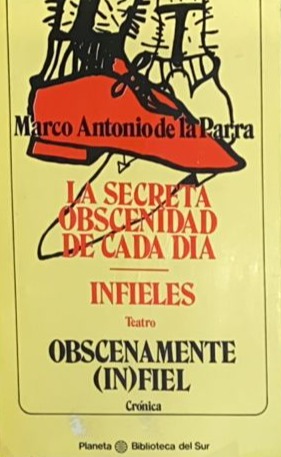 Marco Antonio de la Parra
LA SECRETA
OBSCENIDAD
DE CADA DIA
INFIELES
Teatro
OBSCENAMENTE
(IN)FIEL
Crónica
Planeta Biblioteca del Sur